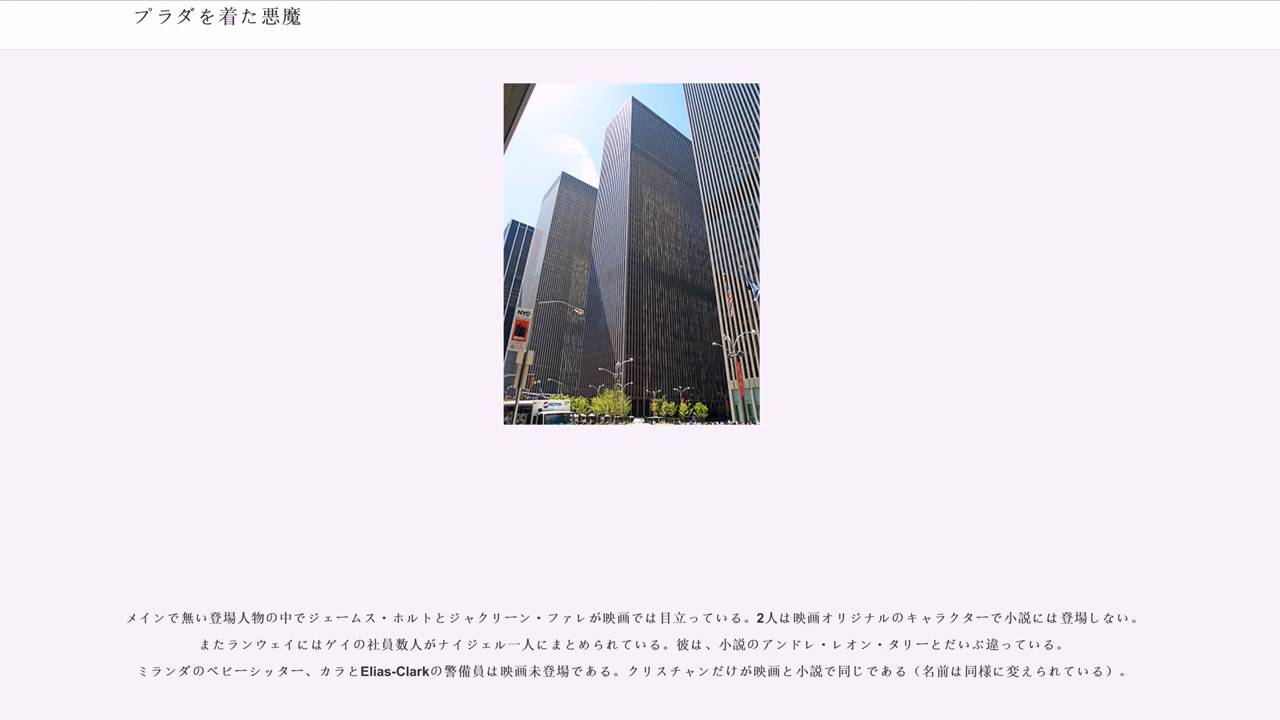 プラダを着た悪魔
NYC
PEPSI
メインで無い登場人物の中でジェームス・ホルトとジャクリーン・ファレが映画では目立っている。2人は映画オリジナルのキャラクターで小説には登場しない。
またランウェイにはゲイの社員数人がナイジェル一人にまとめられている。彼は、小説のアンドレ・レオン・タリーとだいぶ違っている。
ミランダのベビーシッター、カラとElias-Clarkの警備員は映画未登場である。クリスチャンだけが映画と小説で同じである（名前は同様に変えられている）。